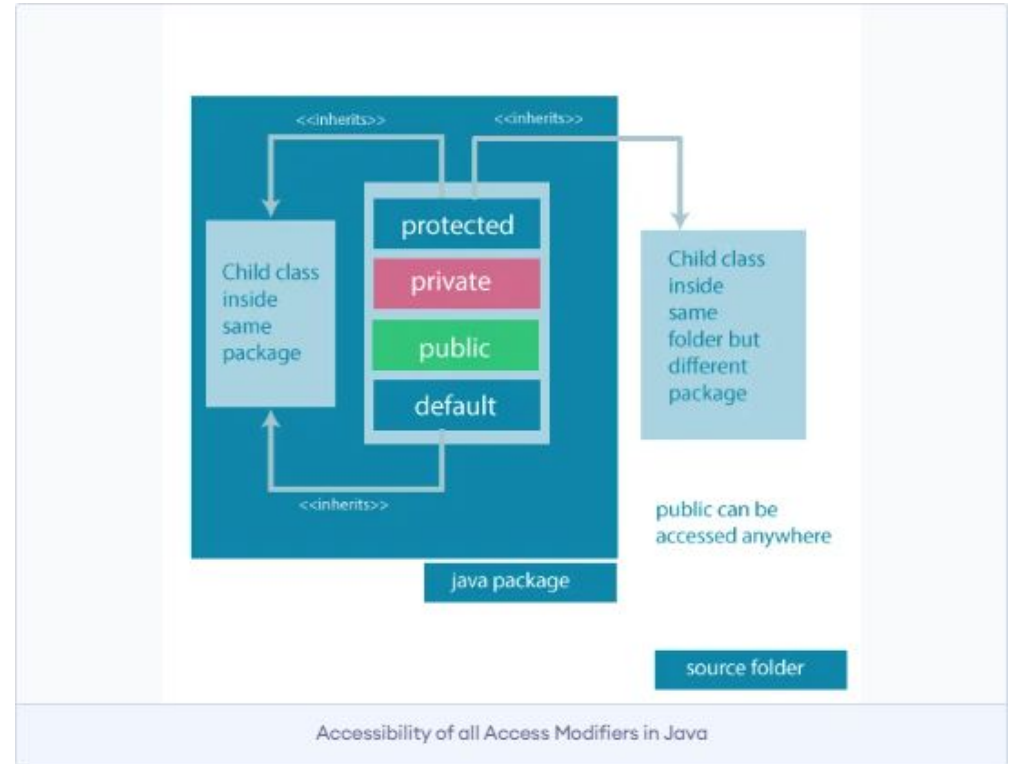 <<inherits>>
<<inherits>>
protected
private
public
default
Child class
inside
same
package
Child class
inside
same
folder but
different
package
<<inherits>>
public can be
accessed anywhere
java package
source folder
Accessibility of all Access Modifiers in Java